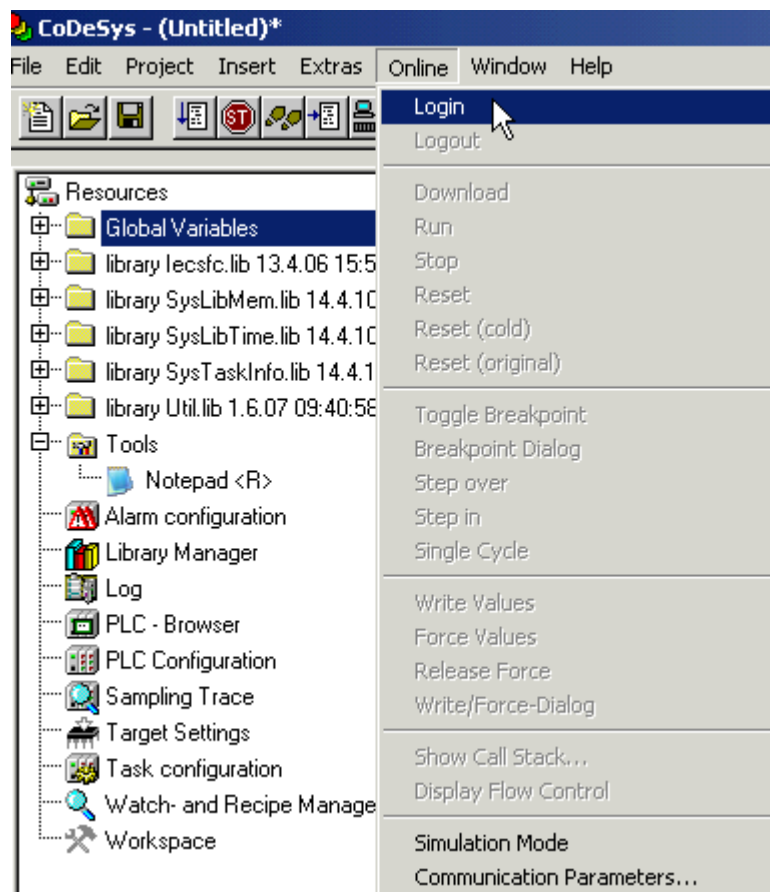 CoDeSys - (Untitled)*
File Edit Project Insert Extras Online Window Help
ST
Login
Logout
Download
Run
Stop
Reset
Reset (cold)
Reset (original)
Toggle Breakpoint
Breakpoint Dialog
Step over
Step in
Single Cycle
Write Values
Force Values
Release Force
Write/Force-Dialog
Show Call Stack...
Display Flow Control
Simulation Mode
Communication Parameters...
Resources
Global Variables
library Iecsfc.lib 13.4.06 15:5
library SysLibMem.lib 14.4.10
library SysLibTime.lib 14.4.10
library SysTaskInfo.lib 14.4.1
library Util.lib 1.6.07 09:40:58
Tools
Notepad <R>
Alarm configuration
Library Manager
Log
PLC - Browser
PLC Configuration
Sampling Trace
Target Settings
Task configuration
Watch- and Recipe Manage
Workspace